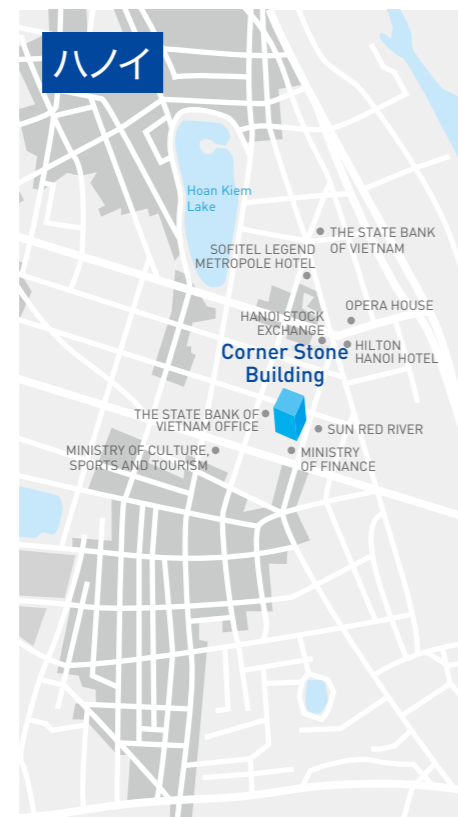 ハノイ
Hoan Kiem
Lake
THE STATE BANK
OF VIETNAM
SOFITEL LEGEND
METROPOLE HOTEL
OPERA HOUSE
HANOI STOCK
EXCHANGE
HILTON
HANOI HOTEL
Corner Stone
Building
THE STATE BANK OF
VIETNAM OFFICE
SUN RED RIVER
MINISTRY OF CULTURE,
SPORTS AND TOURISM
MINISTRY
OF FINANCE